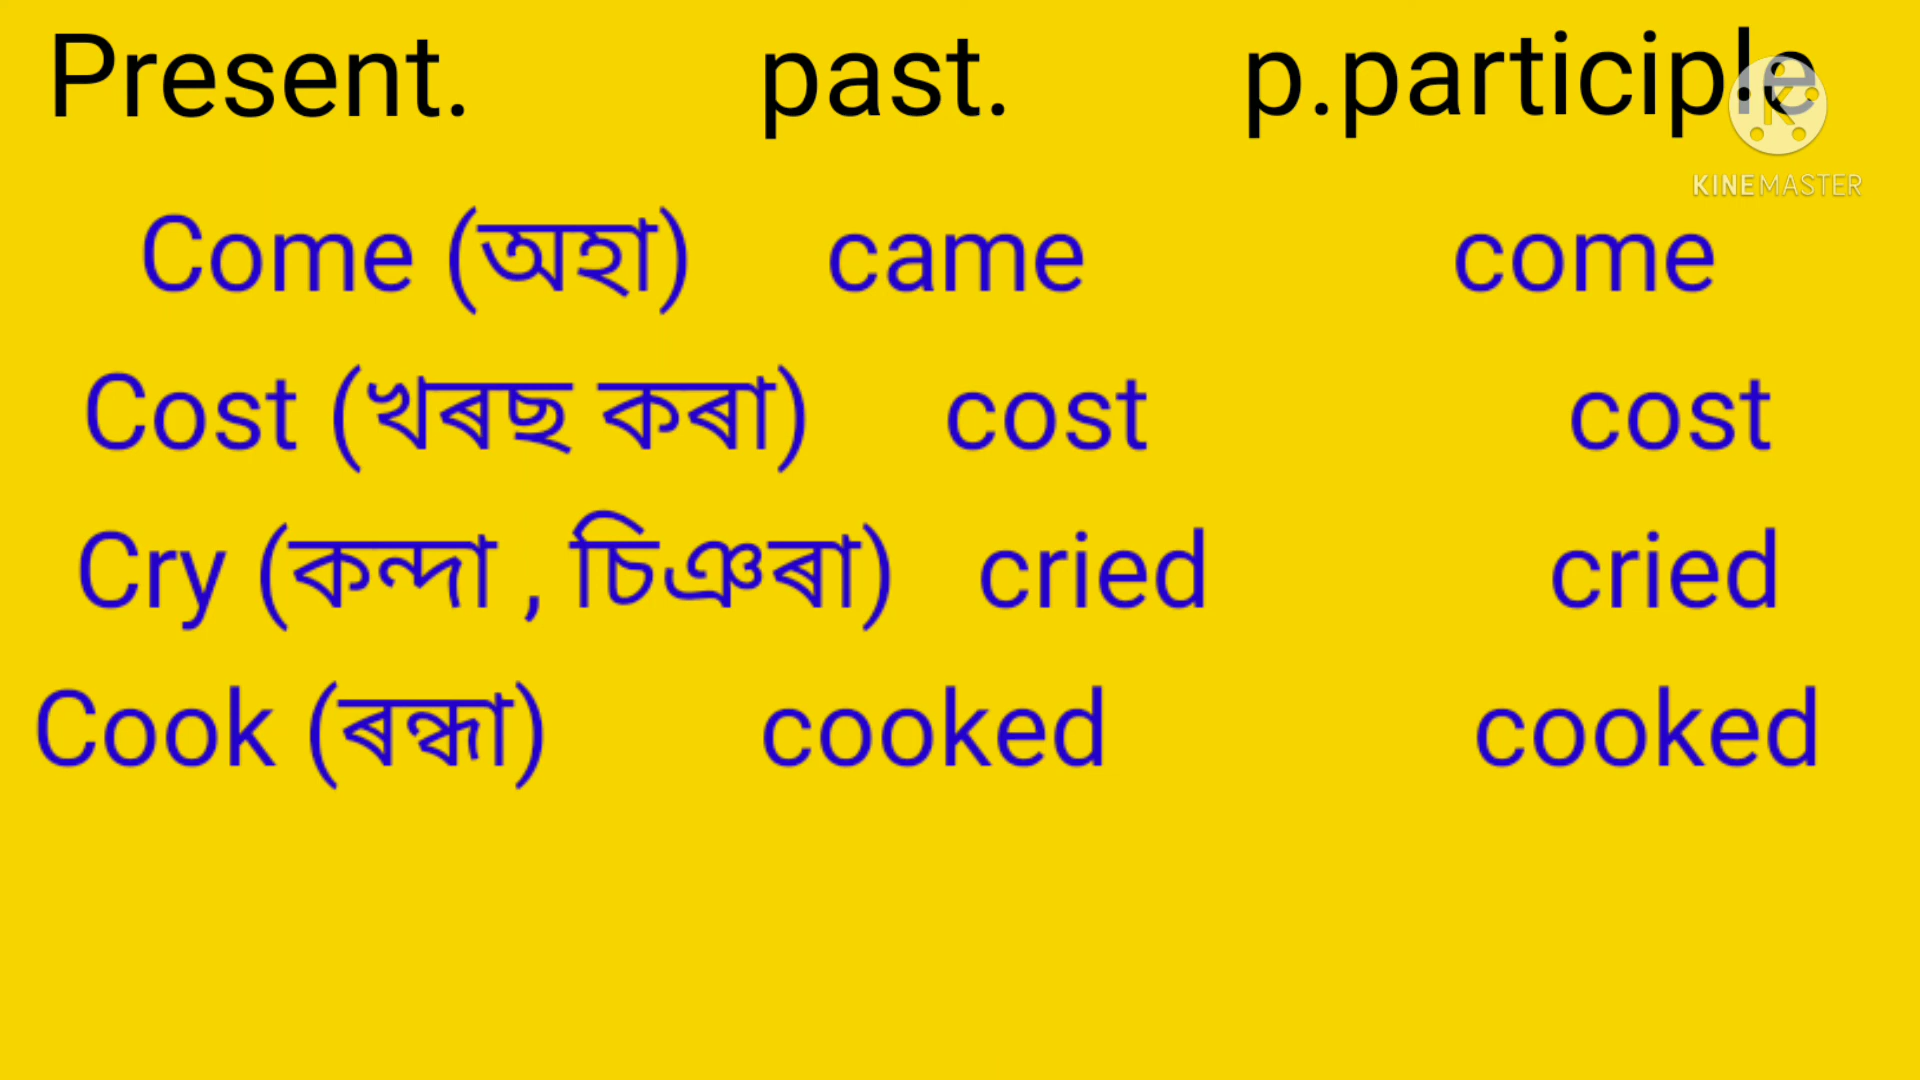 Present. past. p.participle
KINEMASTER
Come (অহা) came come
Cost (খৰছ কৰা) cost cost
Cry (কন্দা , চিঞৰা) cried cried
Cook (ৰন্ধা) cooked cooked